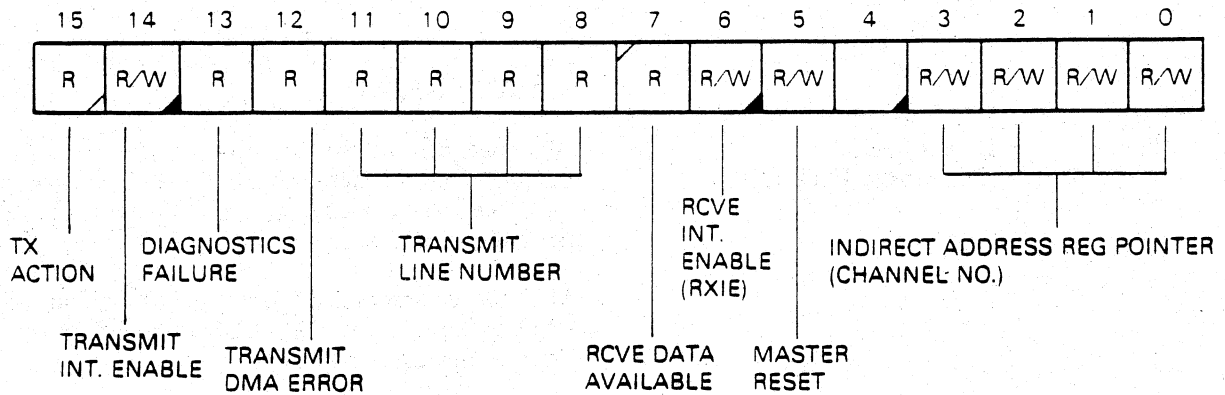 15 14 13 12 11 10 9 8 7 6 5 4 3 2 1 0
R R/W R R R R R R R R/W R/W R/W R/W R/W R/W
TX
ACTION
TRANSMIT
INT. ENABLE
DIAGNOSTICS
FAILURE
TRANSMIT
DMA ERROR
TRANSMIT
LINE NUMBER
RCVE DATA
AVAILABLE
RCVE
INT.
ENABLE
(RXIE)
MASTER
RESET
INDIRECT ADDRESS REG POINTER
(CHANNEL NO.)